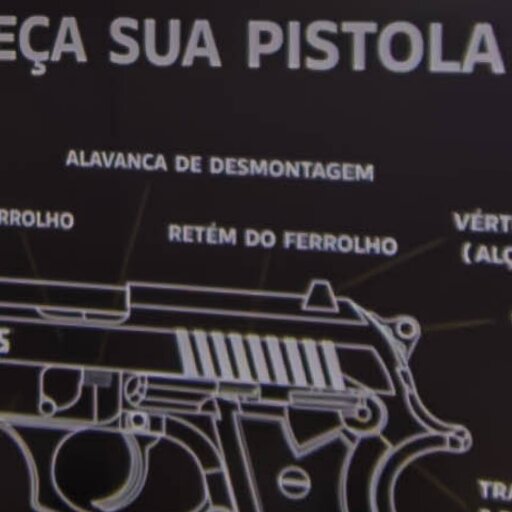 EÇA SUA PISTOLA
ALAVANCA DE DESMONTAGEM
RROLHO
RETÉM DO FERROLHO
VÉRT
(ALÇ
S
TRA